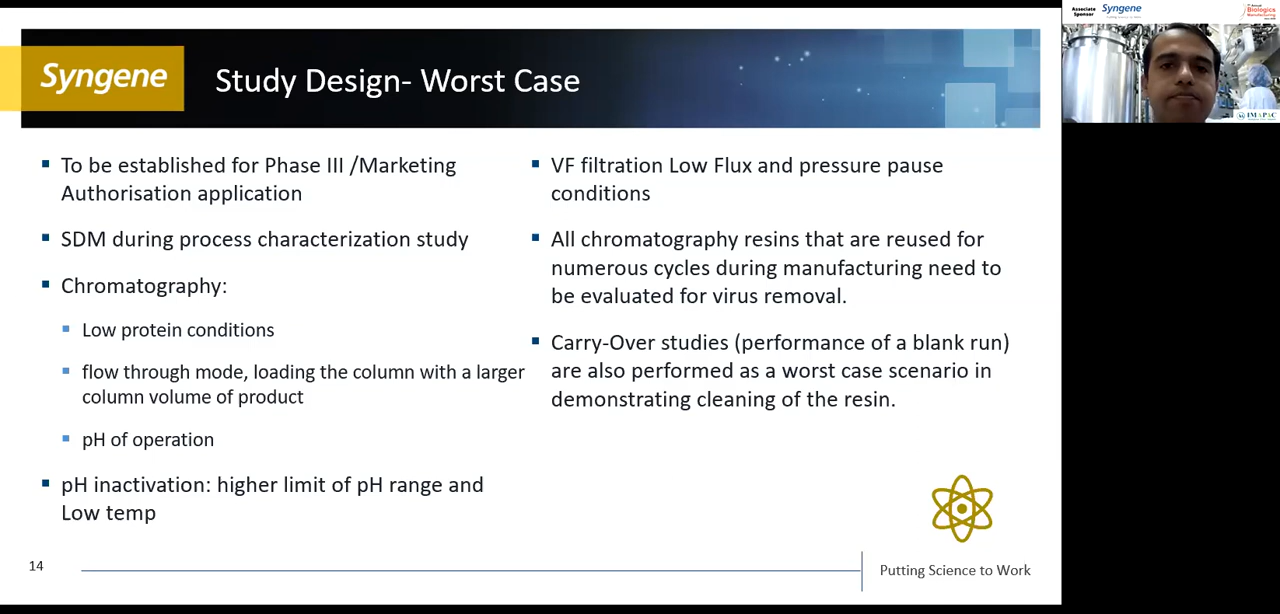 Syngene
Study Design- Worst Case
To be established for Phase III /Marketing
Authorisation application
SDM during process characterization study
Chromatography:
Low protein conditions
flow through mode, loading the column with a larger
column volume of product
pH of operation
pH inactivation: higher limit of pH range and
Low temp
VF filtration Low Flux and pressure pause
conditions
All chromatography resins that are reused for
numerous cycles during manufacturing need to
be evaluated for virus removal.
Carry-Over studies (performance of a blank run)
are also performed as a worst case scenario in
demonstrating cleaning of the resin.
14
Putting Science to Work
Associate
Sponsor
Syngene
Biologics
Manufacturing
IMAPAC